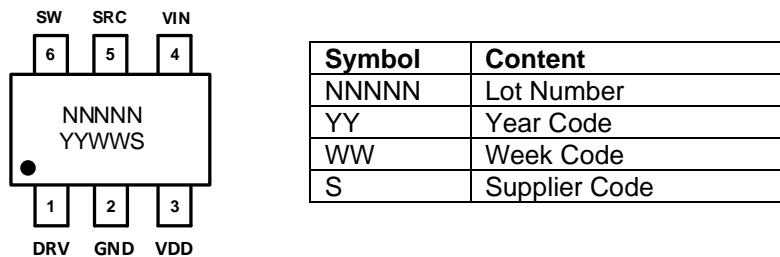 SW SRC VIN
6 5 4
NNNNN
YYWWS
1 2 3
DRV GND VDD
Symbol Content
NNNNN Lot Number
YY Year Code
WW Week Code
S Supplier Code